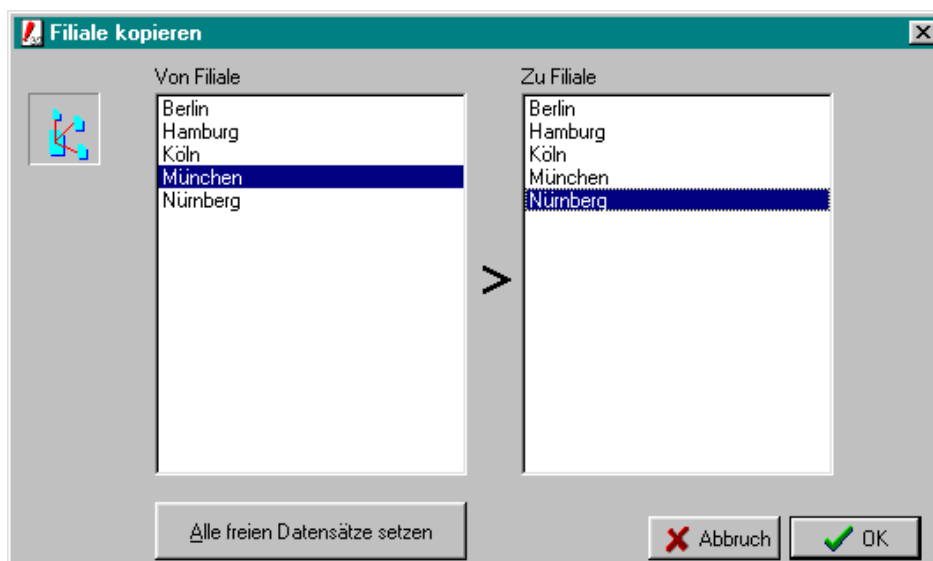 Filiale kopieren
Von Filiale
Berlin
Hamburg
Köln
München
Nürnberg
>
Zu Filiale
Berlin
Hamburg
Köln
München
Nürnberg
Alle freien Datensätze setzen
Abbruch
OK